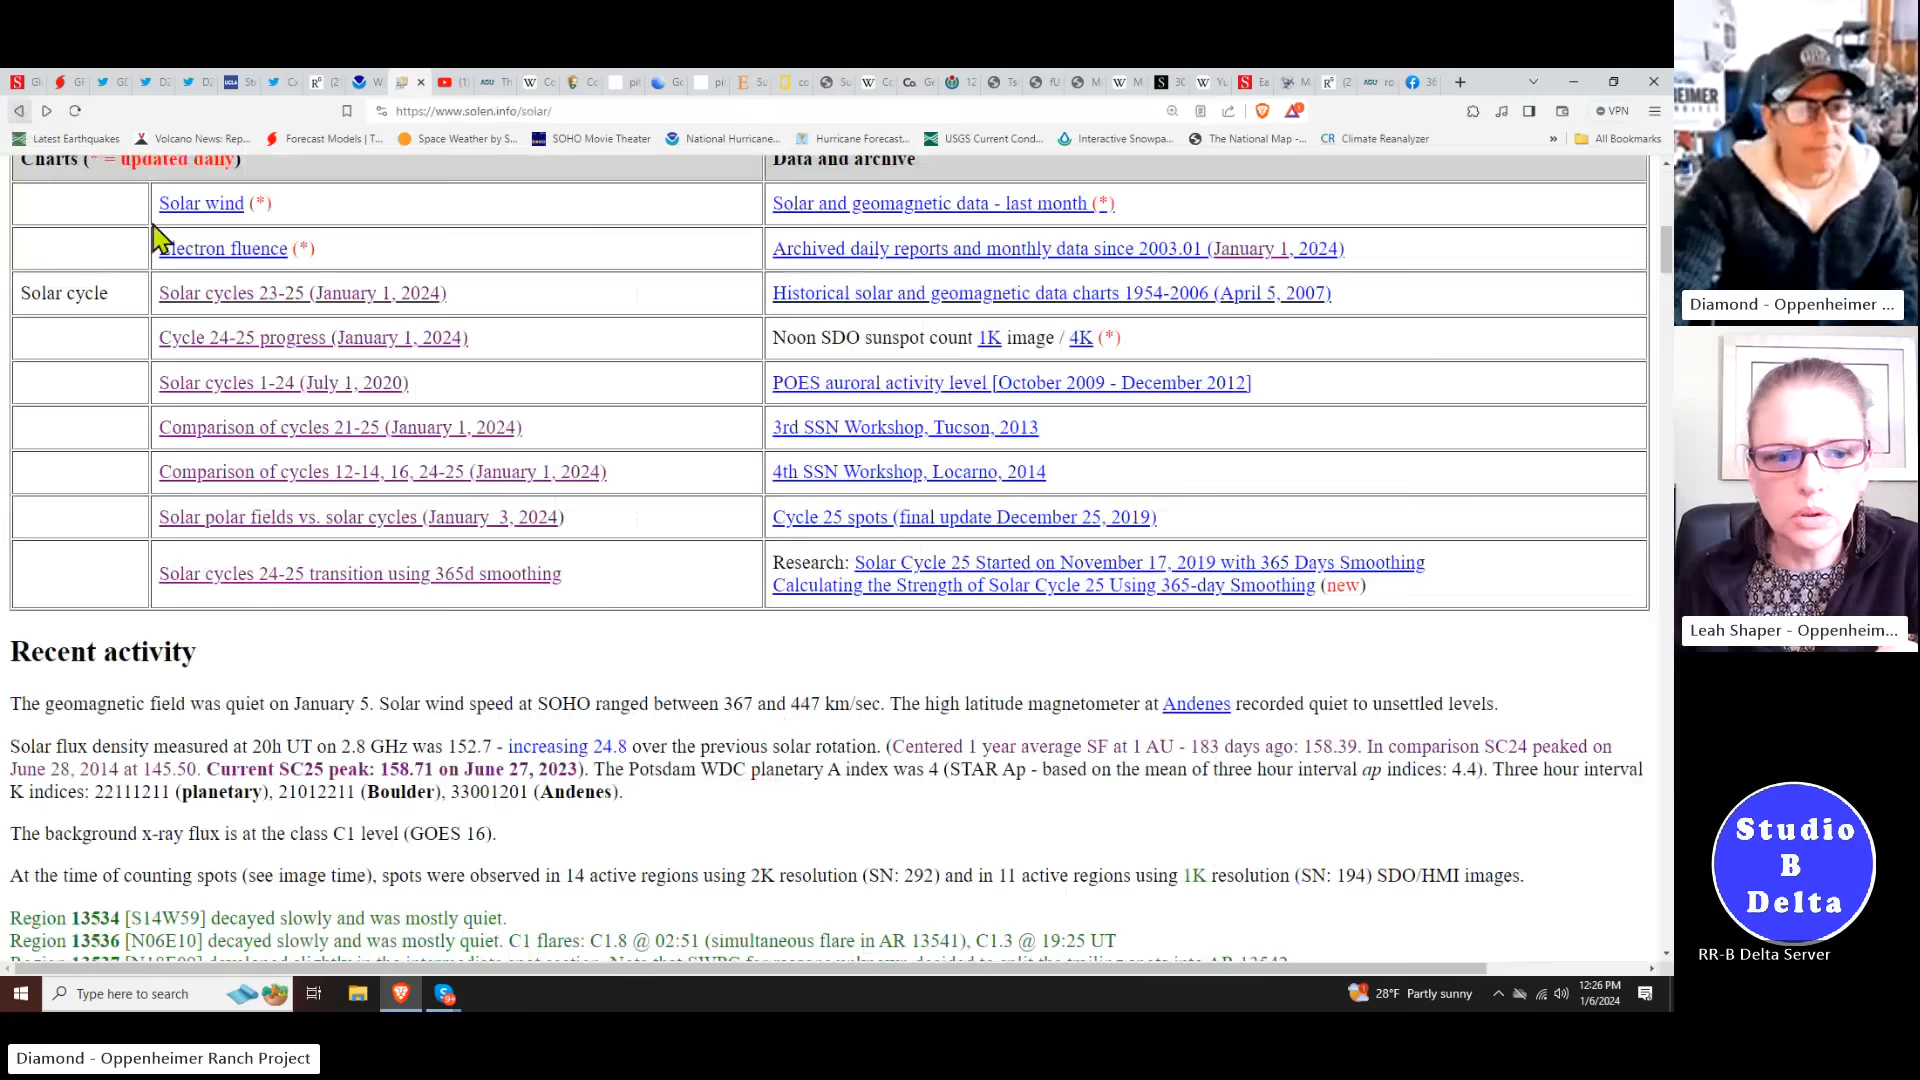 https://www.solen.info/solar/
VPN
Latest Earthquakes
Volcano News: Rep...
Forecast Models | T...
Space Weather by S...
SOHO Movie Theater
National Hurricane...
Hurricane Forecast...
USGS Current Cond...
Interactive Snowpa...
The National Map -...
CR Climate Reanalyzer
»
All Bookmarks
Charts (* = updated daily)
Data and archive
Solar wind (*)
Solar and geomagnetic data - last month (*)
Electron fluence (*)
Archived daily reports and monthly data since 2003.01 (January 1, 2024)
Solar cycle
Solar cycles 23-25 (January 1, 2024)
Historical solar and geomagnetic data charts 1954-2006 (April 5, 2007)
Cycle 24-25 progress (January 1, 2024)
Noon SDO sunspot count 1K image / 4K (*)
Solar cycles 1-24 (July 1, 2020)
POES auroral activity level [October 2009 - December 2012]
Comparison of cycles 21-25 (January 1, 2024)
3rd SSN Workshop, Tucson, 2013
Comparison of cycles 12-14, 16, 24-25 (January 1, 2024)
4th SSN Workshop, Locarno, 2014
Solar polar fields vs. solar cycles (January 3, 2024)
Cycle 25 spots (final update December 25, 2019)
Solar cycles 24-25 transition using 365d smoothing
Research: Solar Cycle 25 Started on November 17, 2019 with 365 Days Smoothing
Calculating the Strength of Solar Cycle 25 Using 365-day Smoothing (new)
Recent activity
The geomagnetic field was quiet on January 5. Solar wind speed at SOHO ranged between 367 and 447 km/sec. The high latitude magnetometer at Andenes recorded quiet to unsettled levels.
Solar flux density measured at 20h UT on 2.8 GHz was 152.7 - increasing 24.8 over the previous solar rotation. (Centered 1 year average SF at 1 AU - 183 days ago: 158.39. In comparison SC24 peaked on
June 28, 2014 at 145.50. Current SC25 peak: 158.71 on June 27, 2023). The Potsdam WDC planetary A index was 4 (STAR Ap - based on the mean of three hour interval ap indices: 4.4). Three hour interval
K indices: 22111211 (planetary), 21012211 (Boulder), 33001201 (Andenes).
The background x-ray flux is at the class C1 level (GOES 16).
At the time of counting spots (see image time), spots were observed in 14 active regions using 2K resolution (SN: 292) and in 11 active regions using 1K resolution (SN: 194) SDO/HMI images.
Region 13534 [S14W59] decayed slowly and was mostly quiet.
Region 13536 [N06E10] decayed slowly and was mostly quiet. C1 flares: C1.8 @ 02:51 (simultaneous flare in AR 13541), C1.3 @ 19:25 UT
Type here to search
28°F Partly sunny
12:26 PM
1/6/2024
Diamond - Oppenheimer ...
Leah Shaper - Oppenheim...
Studio
B
Delta
RR-B Delta Server
Diamond - Oppenheimer Ranch Project